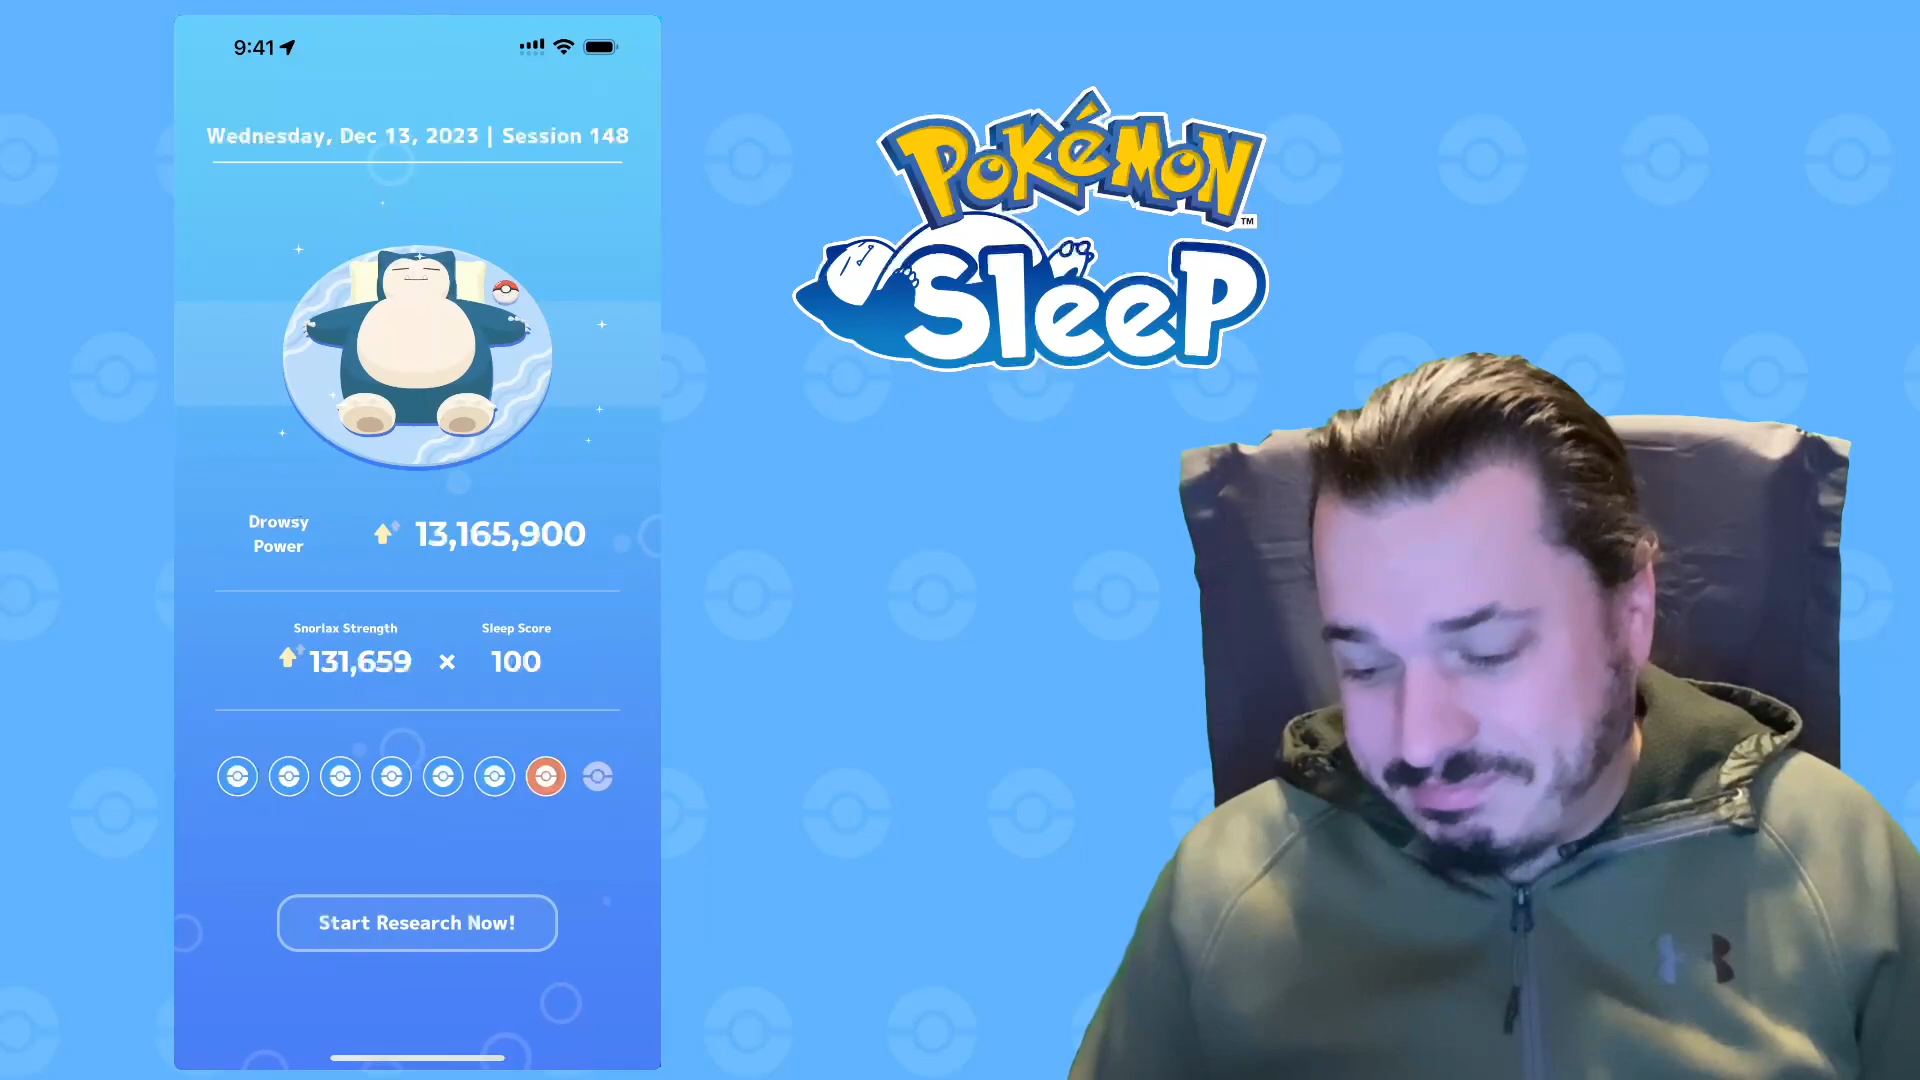 9:41
Wednesday, Dec 13, 2023 | Session 148
Drowsy
Power
13,165,900
Snorlax Strength
Sleep Score
131,659 × 100
Start Research Now!
POKéMON
TM
Sleep